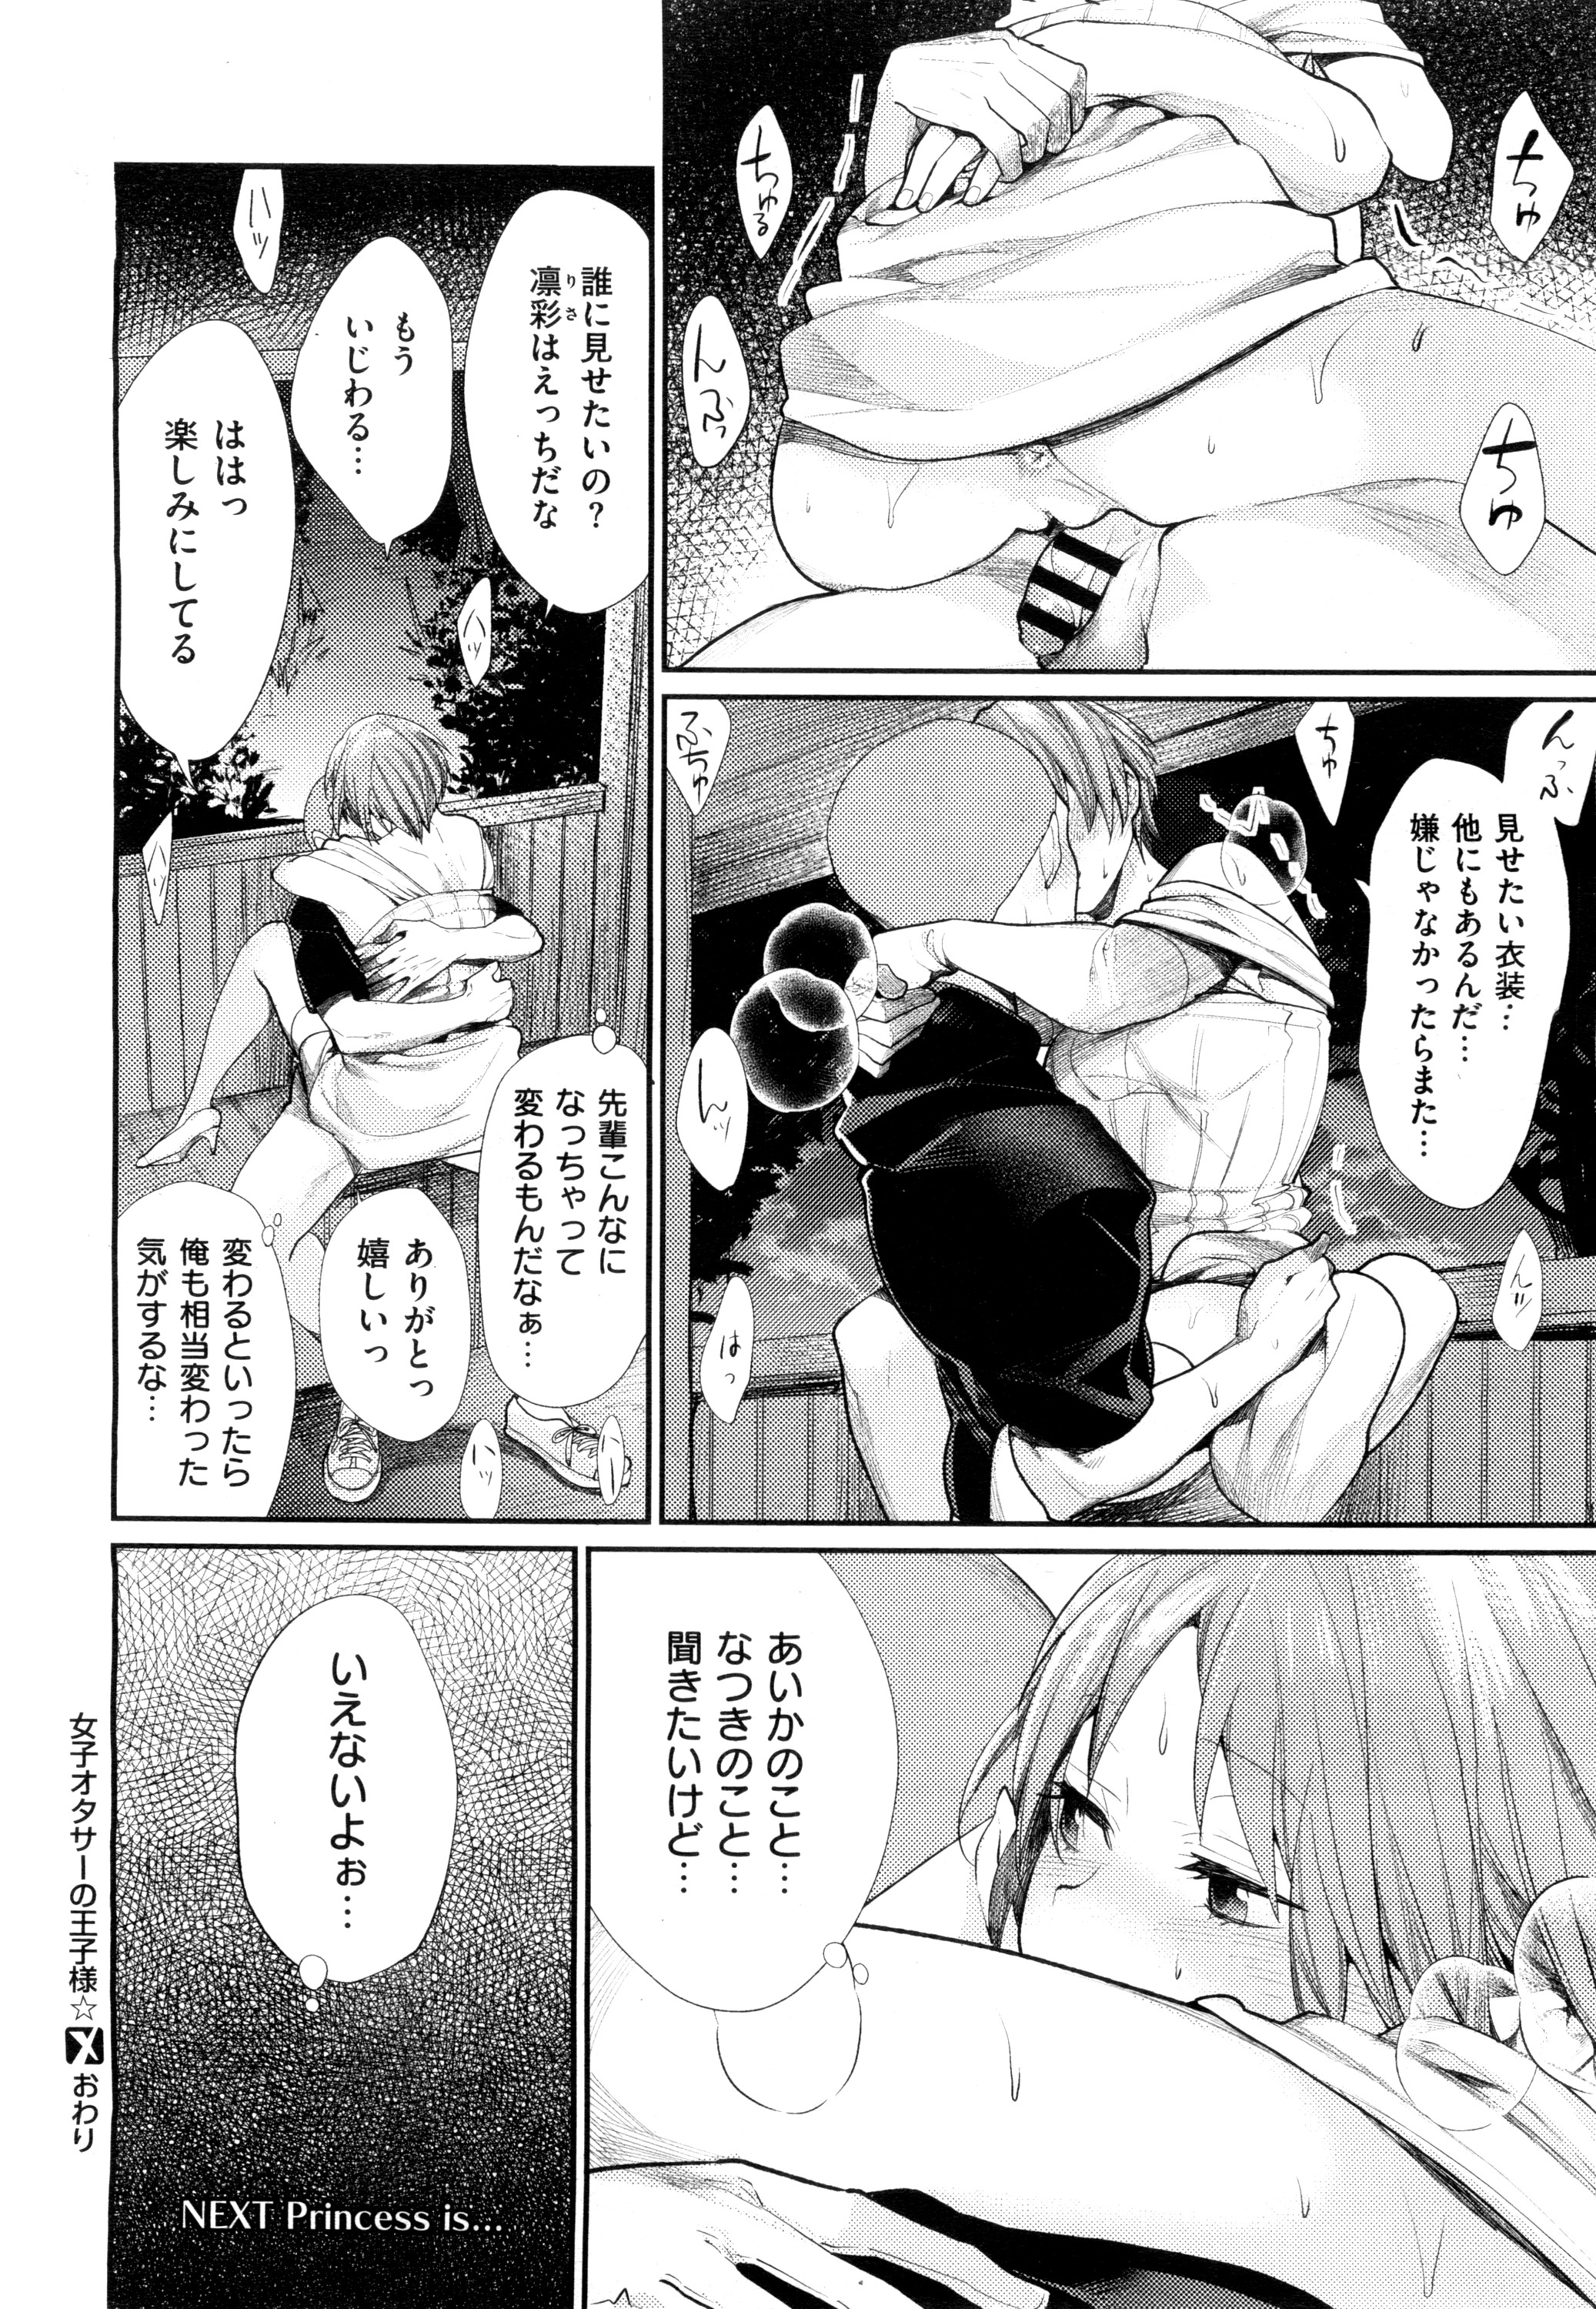 ちゅ
ちゅる
んふっ
ちゅ
んっふ
見せたい衣装…
他にもあるんだ…
嫌じゃなかったらまた…
ちゅ
ふちゅ
んッ
んッ
はっ
誰に見せたいの？
凛彩はえっちだな
りさ
もう
いじわる…
ハッ
ははっ
楽しみにしてる
ハッ
ハッ
先輩こんなに
なっちゃって
変わるもんだなぁ…
ありがとっ
嬉しいっ
変わるといったら
俺も相当変わった
気がするな…
ハッ
ハッ
あいかのこと…
なつきのこと…
聞きたいけど…
いえないよぉ…
NEXT Princess is...
女子オタサーの王子様☆ X おわり